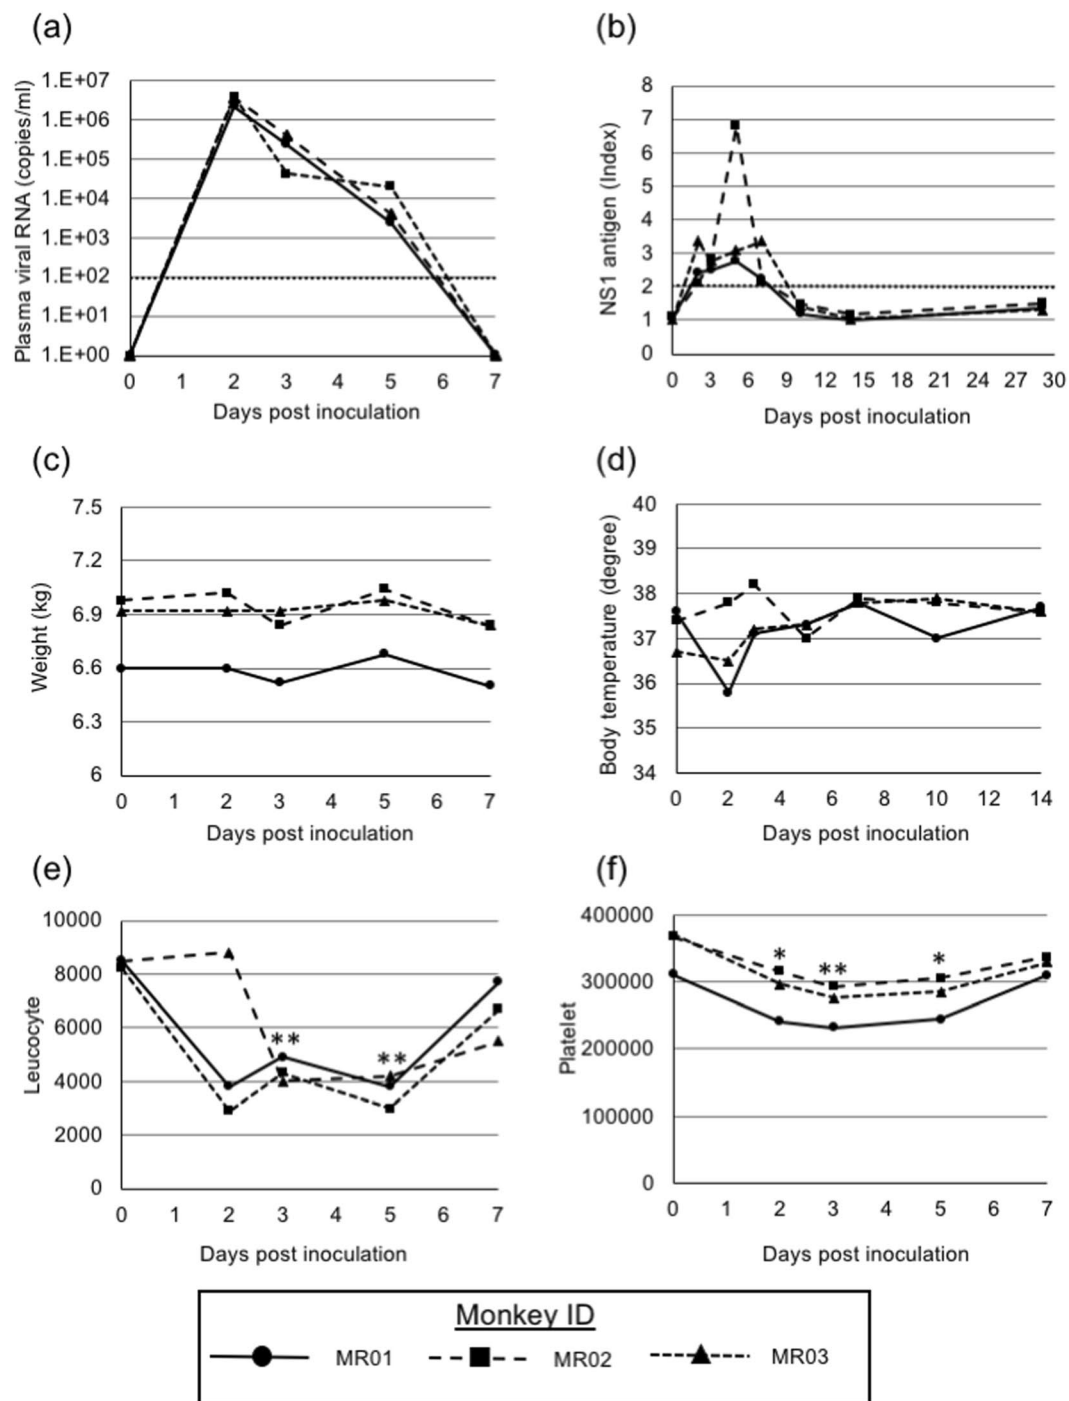 (a)
Plasma viral RNA (copies/ml)
1.E+07
1.E+06
1.E+05
1.E+04
1.E+03
1.E+02
1.E+01
1.E+00
0 1 2 3 4 5 6 7
Days post inoculation
(b)
NS1 antigen (Index)
8
7
6
5
4
3
2
1
0
0 3 6 9 12 15 18 21 24 27 30
Days post inoculation
(c)
Weight (kg)
7.5
7.2
6.9
6.6
6.3
6
0 1 2 3 4 5 6 7
Days post inoculation
(d)
Body temperature (degree)
40
39
38
37
36
35
34
0 2 4 6 8 10 12 14
Days post inoculation
(e)
Leucocyte
10000
8000
6000
4000
2000
0
**
**
0 1 2 3 4 5 6 7
Days post inoculation
(f)
Platelet
400000
300000
200000
100000
0
*
**
*
0 1 2 3 4 5 6 7
Days post inoculation
Monkey ID
MR01 MR02 MR03